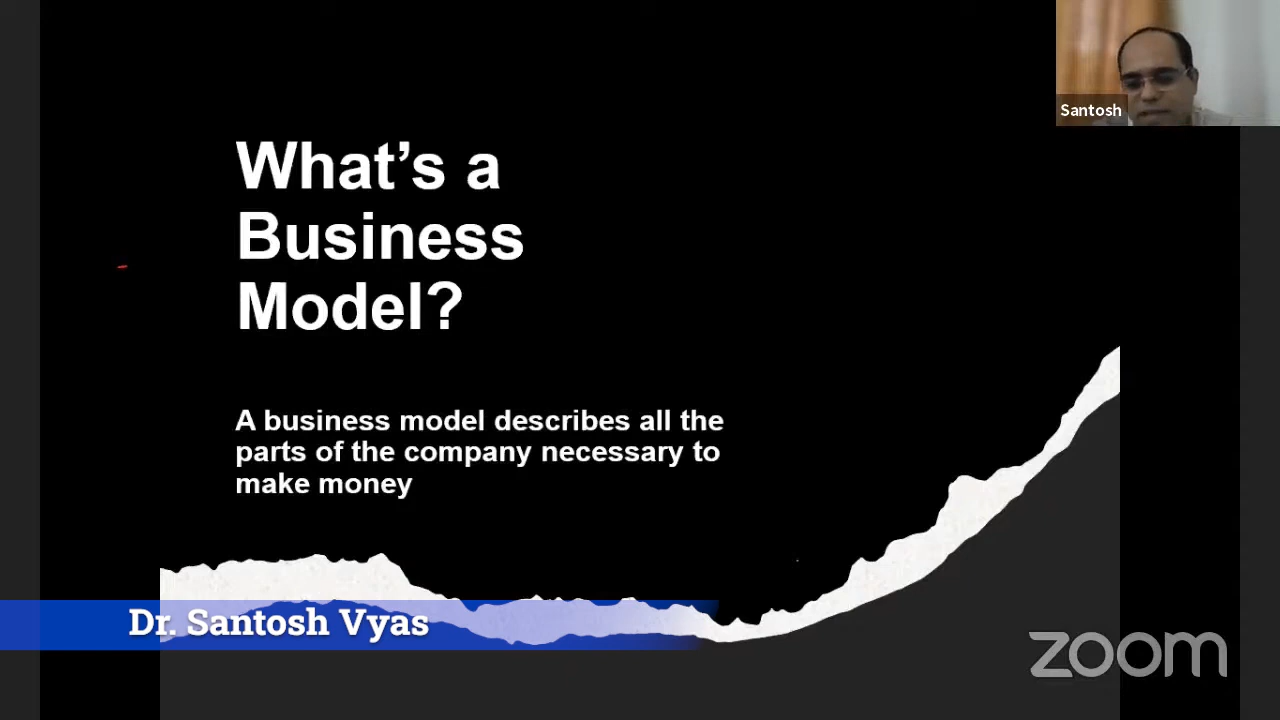 Santosh
What's a
Business
Model?
A business model describes all the
parts of the company necessary to
make money
Dr. Santosh Vyas
zoom